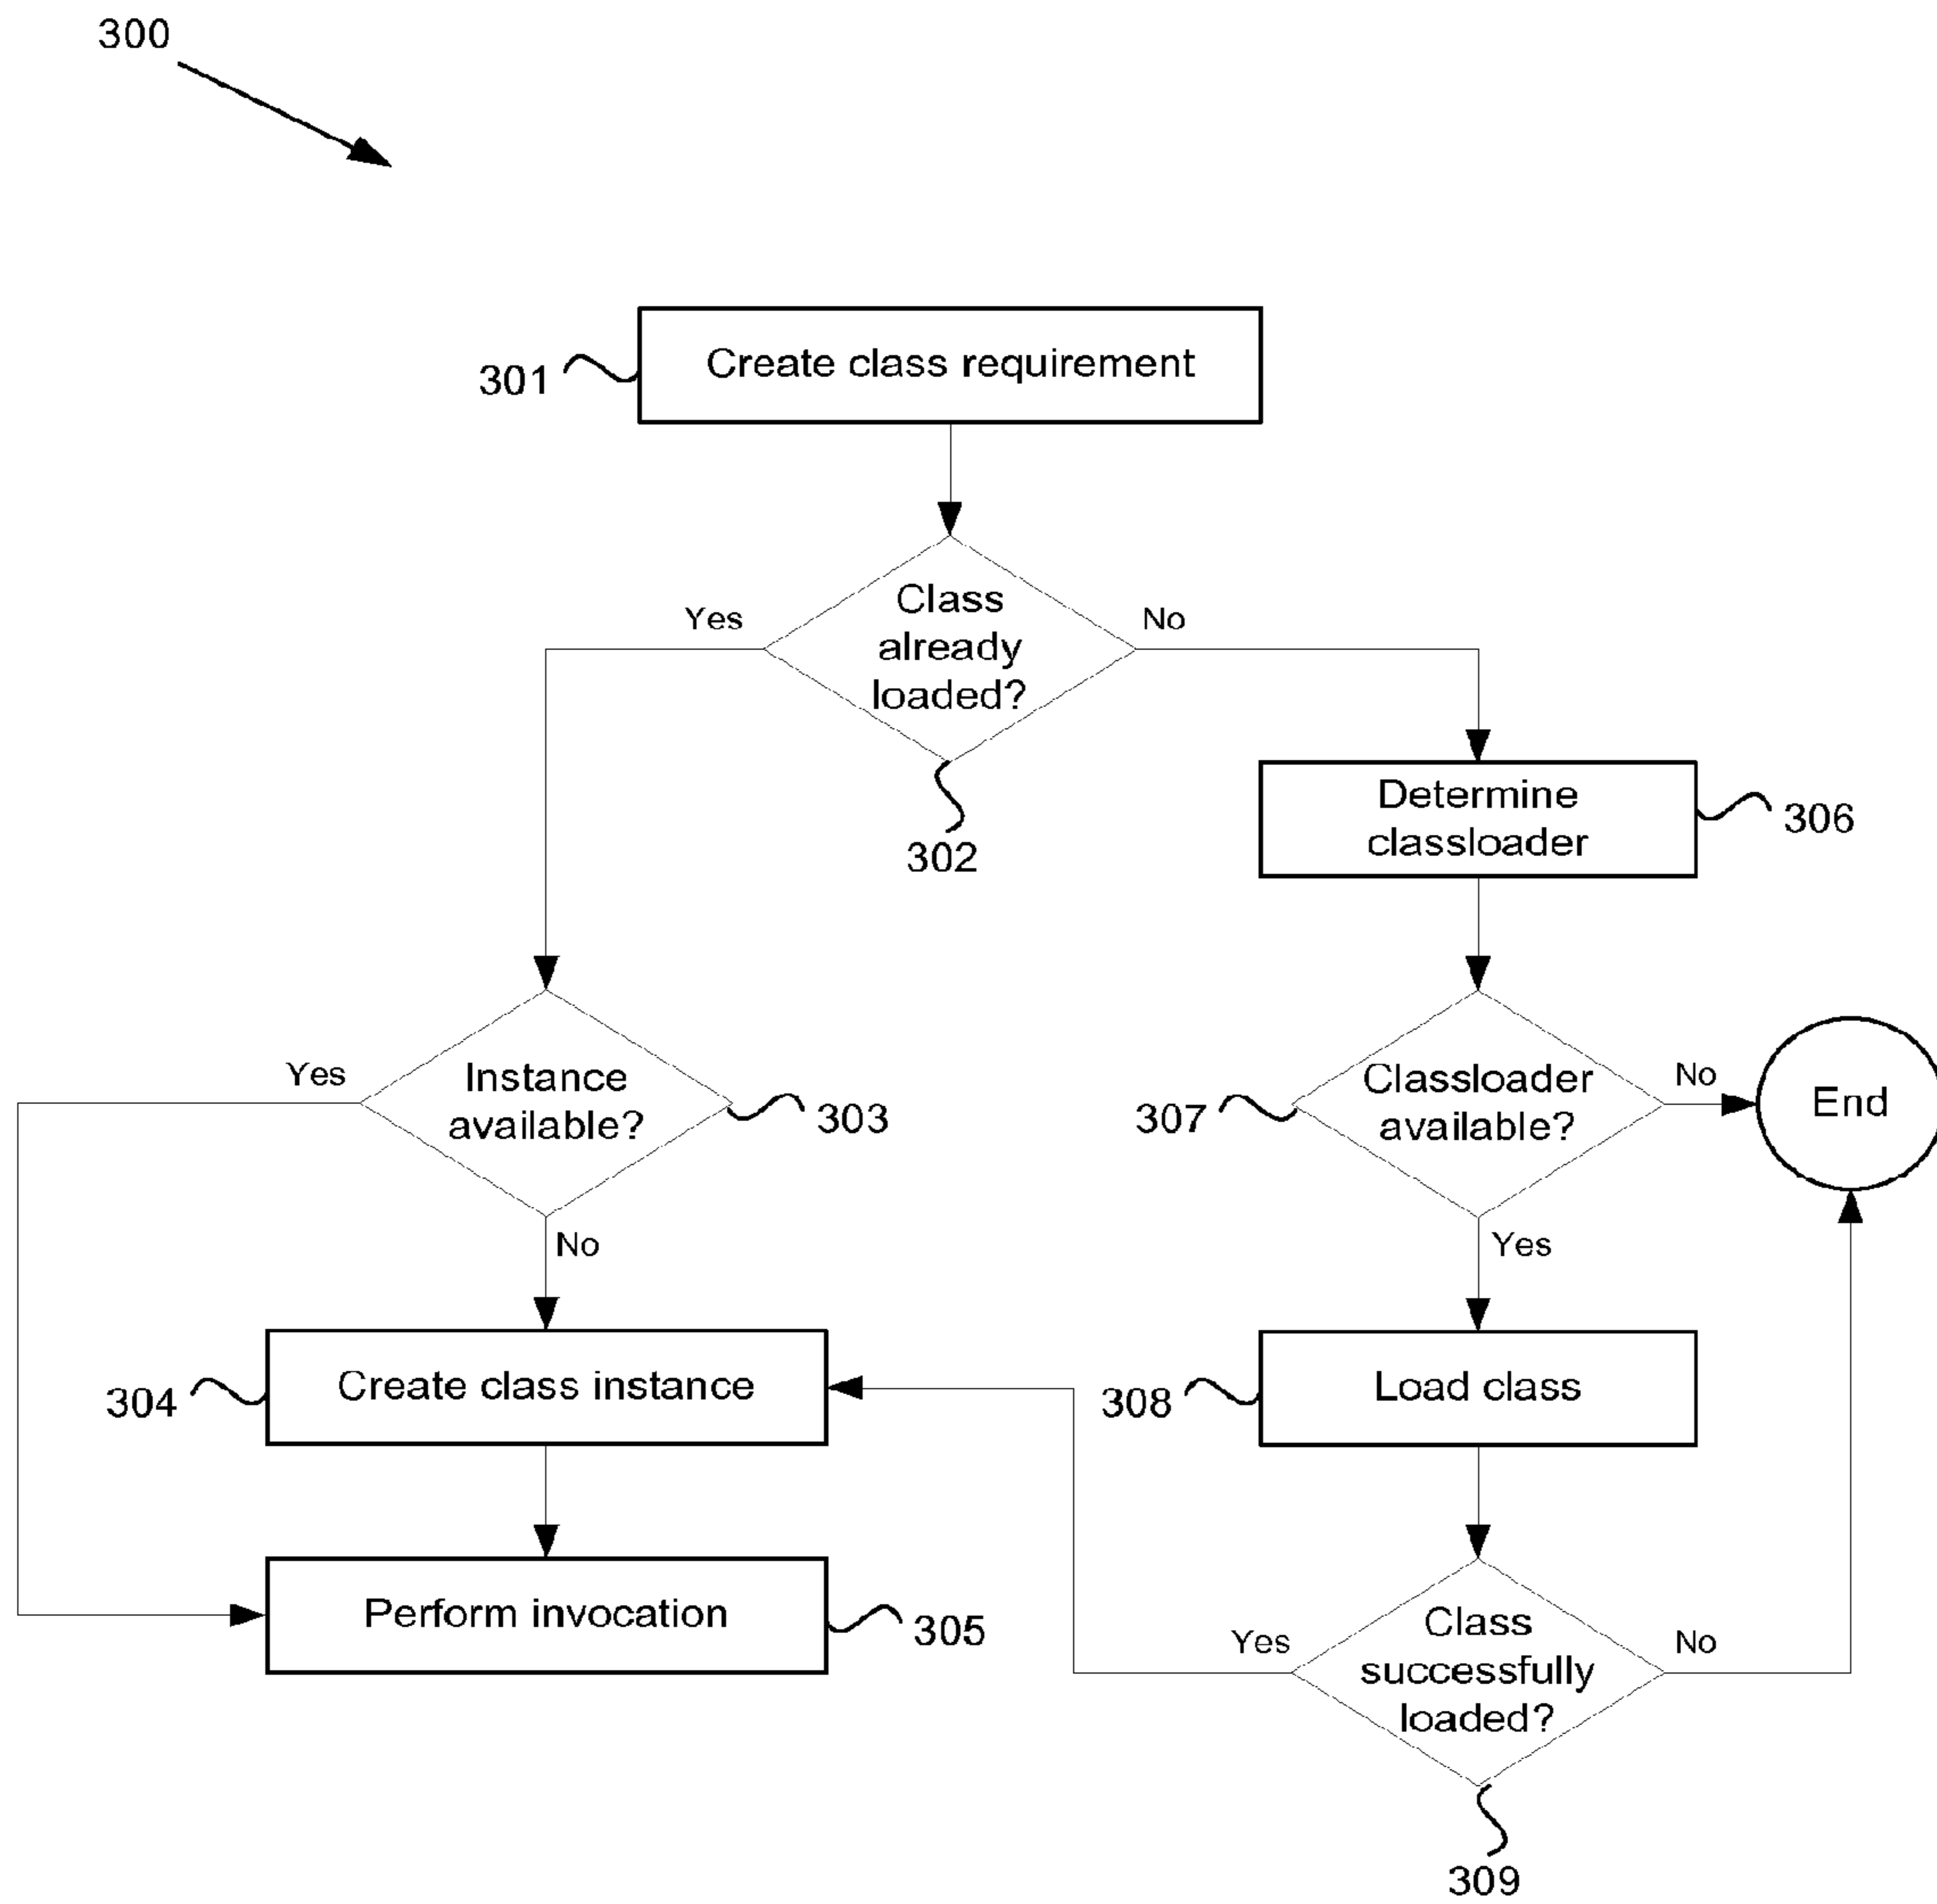 300
Create class requirement
301
Class
already
loaded?
Yes
No
302
Determine
classloader
306
Instance
available?
Yes
No
303
Classloader
available?
307
No
Yes
End
Create class instance
304
Load class
308
Perform invocation
305
Class
successfully
loaded?
Yes
No
309